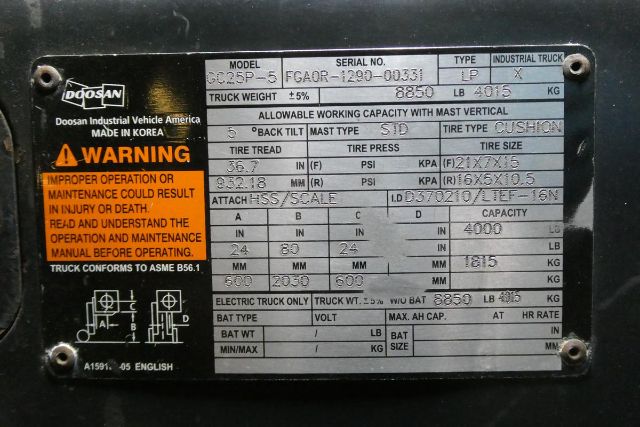 DOOSAN
Doosan Industrial Vehicle America
MADE IN KOREA
WARNING
IMPROPER OPERATION OR
MAINTENANCE COULD RESULT
IN INJURY OR DEATH.
READ AND UNDERSTAND THE
OPERATION AND MAINTENANCE
MANUAL BEFORE OPERATING.
TRUCK CONFORMS TO ASME B56.1
A C B D
ENGLISH
MODEL SERIAL NO. TYPE INDUSTRIAL TRUCK
GC25P-5 FGA0R-1290-00331 LP X
TRUCK WEIGHT ±5% 8850 LB 4015 KG
ALLOWABLE WORKING CAPACITY WITH MAST VERTICAL
5 °BACK TILT MAST TYPE STD TIRE TYPE CUSHION
TIRE TREAD TIRE PRESS TIRE SIZE
36.7 IN (F) PSI KPA (F) 21X7X15
932.18 MM (R) PSI KPA (R) 16X5X10.5
ATTACH HSS/SCALE I.D D370210/LTEF-16N
A B C D CAPACITY
IN IN IN IN 4000 LB
24 80 24
MM MM MM MM 1815 KG
600 2030 600
ELECTRIC TRUCK ONLY TRUCK WT. ±5% W/O BAT 8850 LB 4015 KG
BAT TYPE VOLT MAX. AH CAP. AT HR RATE
BAT WT / LB BAT SIZE IN
MIN/MAX / KG MM